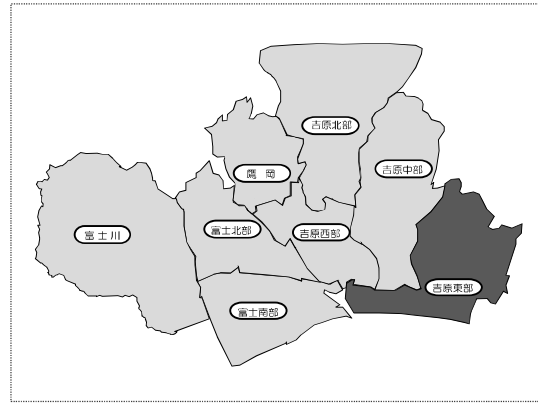 吉原北部
吉原中部
鷹岡
富士川
富士北部
吉原西部
吉原東部
富士南部